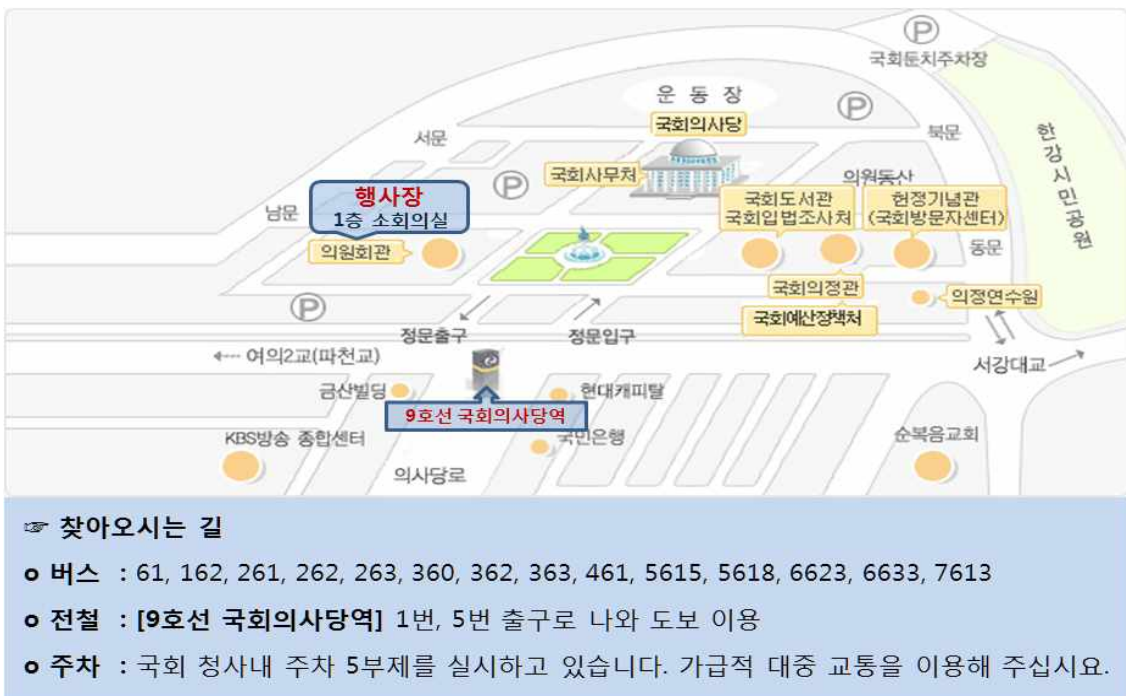 Ⓟ
국회둔치주차장
운 동 장
Ⓟ
국회의사당
서문
북문
한강시민공원
국회사무처
Ⓟ
의원동산
행사장
1층 소회의실
남문
국회도서관
국회입법조사처
헌정기념관
(국회방문자센터)
의원회관
동문
국회의정관
의정연수원
Ⓟ
국회예산정책처
정문출구
정문입구
여의2교(파천교)
서강대교
금산빌딩
현대캐피탈
9호선 국회의사당역
KBS방송 종합센터
국민은행
순복음교회
의사당로
☞ 찾아오시는 길
o 버스 : 61, 162, 261, 262, 263, 360, 362, 363, 461, 5615, 5618, 6623, 6633, 7613
o 전철 : [9호선 국회의사당역] 1번, 5번 출구로 나와 도보 이용
o 주차 : 국회 청사내 주차 5부제를 실시하고 있습니다. 가급적 대중 교통을 이용해 주십시요.